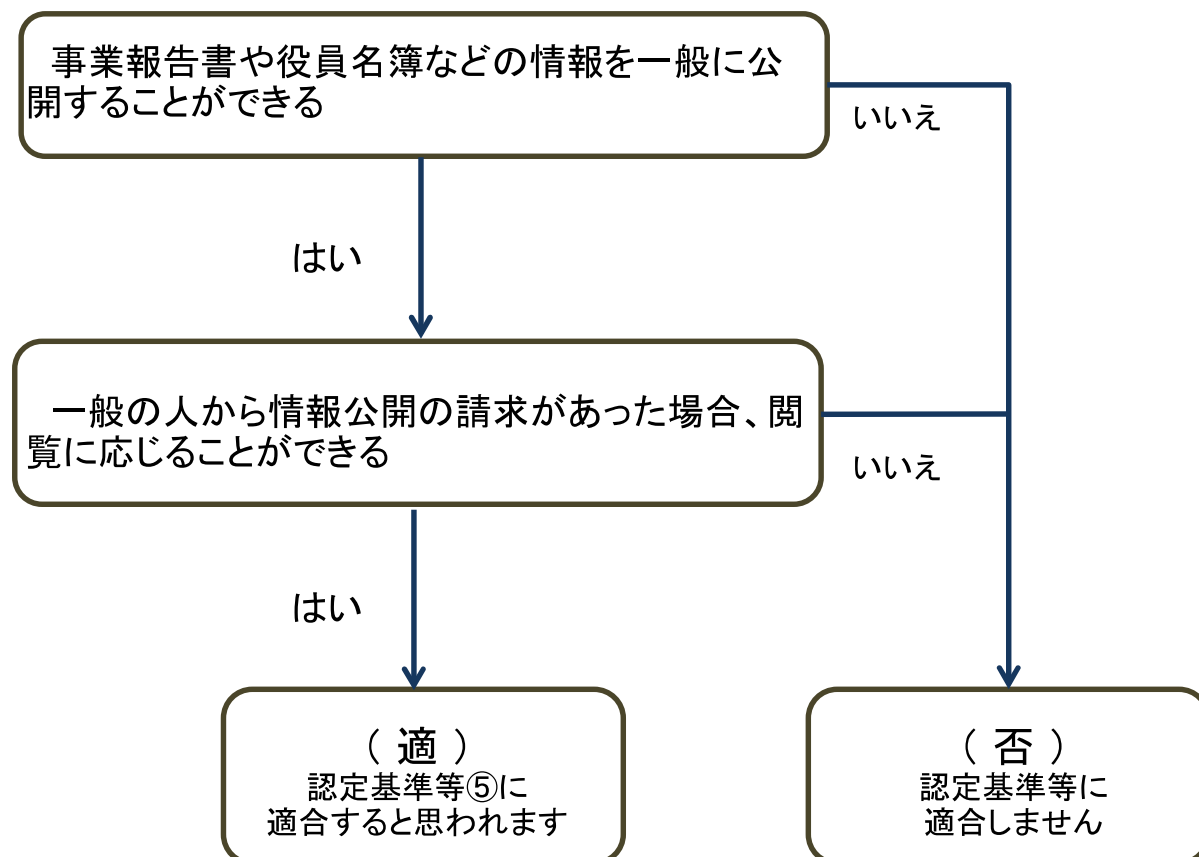 事業報告書や役員名簿などの情報を一般に公
開することができる
いいえ
はい
一般の人から情報公開の請求があった場合、閲
覧に応じることができる
いいえ
はい
（ 適 ）
認定基準等⑤に
適合すると思われます
（ 否 ）
認定基準等に
適合しません